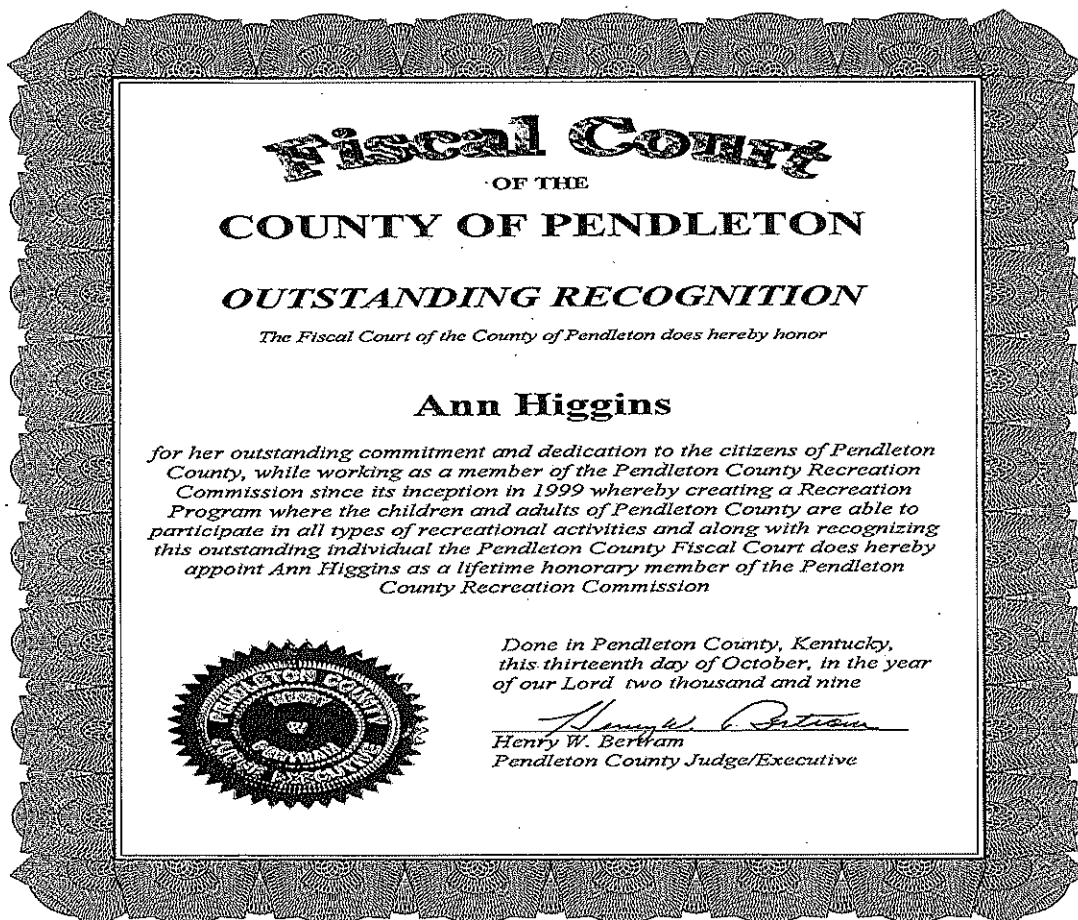 Fiscal Court
OF THE
COUNTY OF PENDLETON
OUTSTANDING RECOGNITION
The Fiscal Court of the County of Pendleton does hereby honor
Ann Higgins
for her outstanding commitment and dedication to the citizens of Pendleton
County, while working as a member of the Pendleton County Recreation
Commission since its inception in 1999 whereby creating a Recreation
Program where the children and adults of Pendleton County are able to
participate in all types of recreational activities and along with recognizing
this outstanding individual the Pendleton County Fiscal Court does hereby
appoint Ann Higgins as a lifetime honorary member of the Pendleton
County Recreation Commission
Done in Pendleton County, Kentucky,
this thirteenth day of October, in the year
of our Lord two thousand and nine
Henry W. Bertram
Henry W. Bertram
Pendleton County Judge/Executive
PENDLETON COUNTY
JUDGE EXECUTIVE